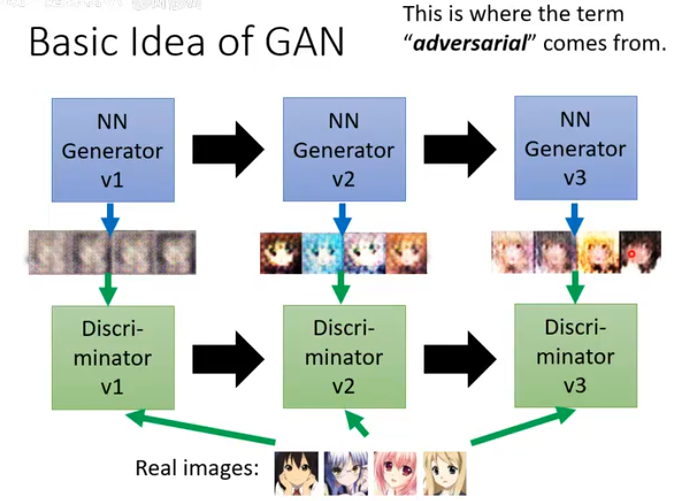 This is where the term
"adversarial" comes from.
Basic Idea of GAN
NN
Generator
v1
NN
Generator
v2
NN
Generator
v3
Discri-
minator
v1
Discri-
minator
v2
Discri-
minator
v3
Real images: